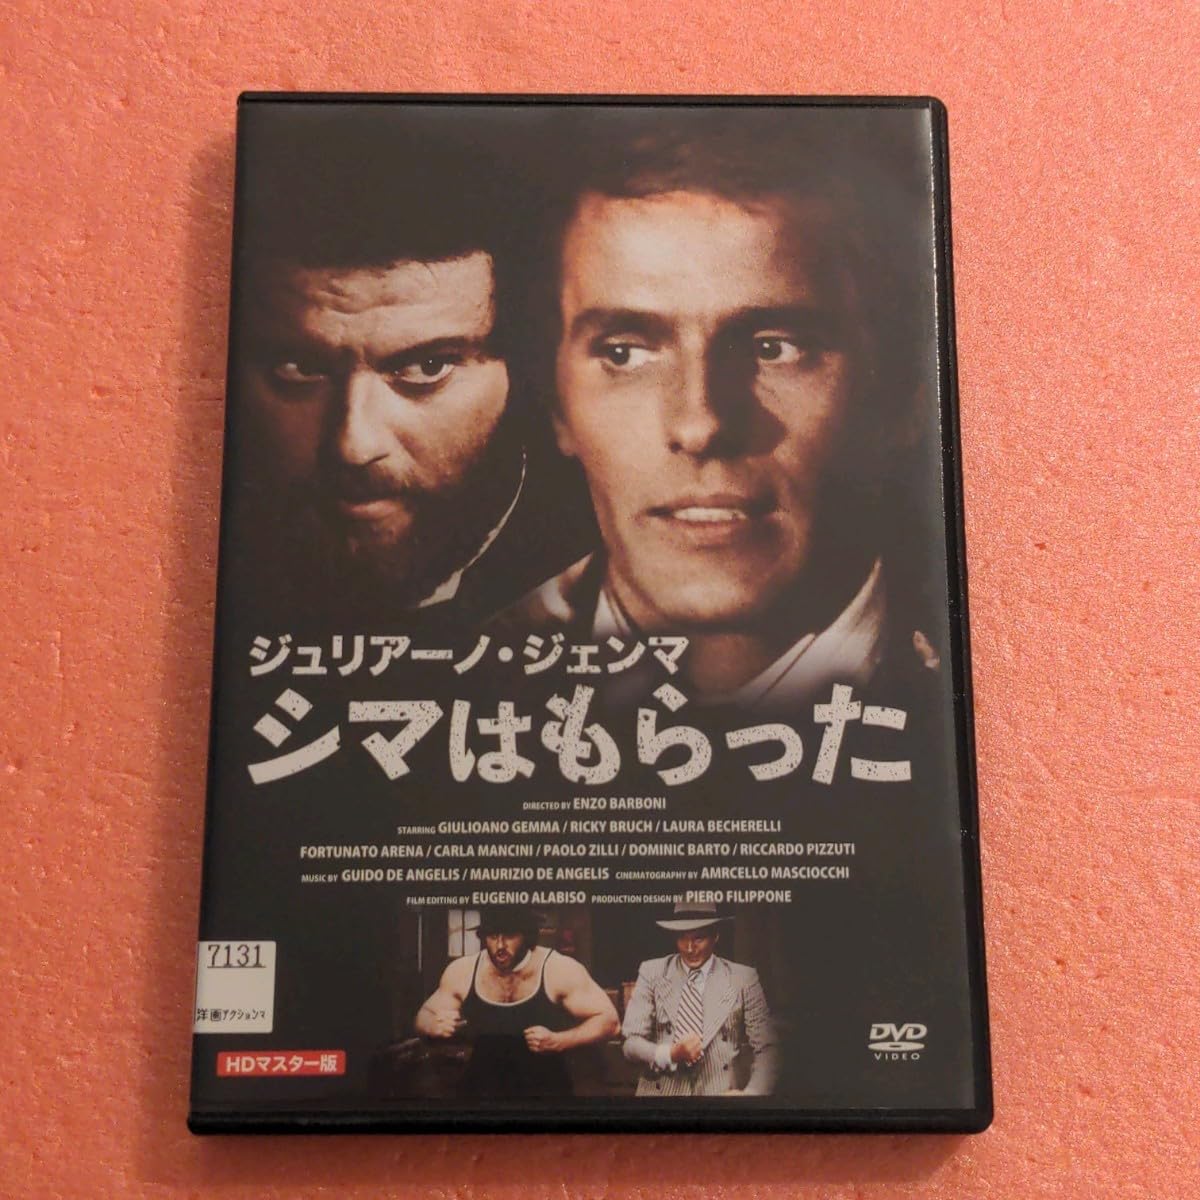 ジュリアーノ・ジェンマ
シマはもらった
DIRECTED BY ENZO BARBONI
STARRING GIULIOANO GEMMA / RICKY BRUCH / LAURA BECHERELLI
FORTUNATO ARENA / CARLA MANCINI / PAOLO ZILLI / DOMINIC BARTO / RICCARDO PIZZUTI
MUSIC BY GUIDO DE ANGELIS / MAURIZIO DE ANGELIS CINEMATOGRAPHY BY AMRCELLO MASCIOCCHI
FILM EDITING BY EUGENIO ALABISO PRODUCTION DESIGN BY PIERO FILIPPONE
7131
洋画アクションマ
HDマスター版
DVD
VIDEO